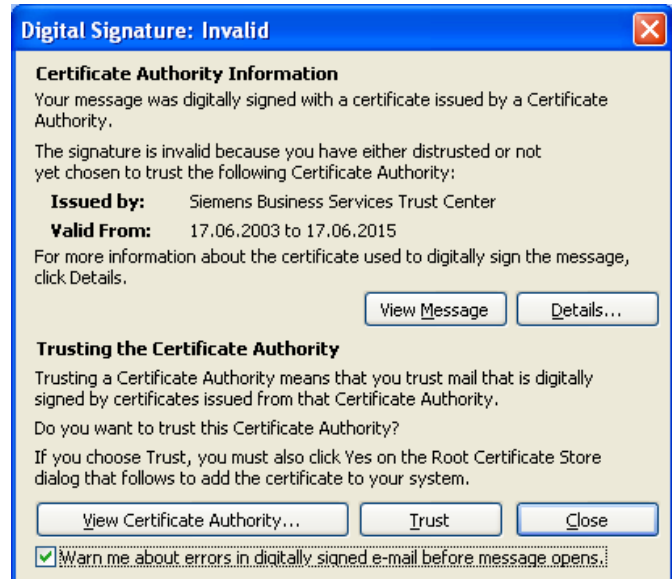 Digital Signature: Invalid
Certificate Authority Information
Your message was digitally signed with a certificate issued by a Certificate
Authority.
The signature is invalid because you have either distrusted or not
yet chosen to trust the following Certificate Authority:
Issued by: Siemens Business Services Trust Center
Valid From: 17.06.2003 to 17.06.2015
For more information about the certificate used to digitally sign the message,
click Details.
View Message Details...
Trusting the Certificate Authority
Trusting a Certificate Authority means that you trust mail that is digitally
signed by certificates issued from that Certificate Authority.
Do you want to trust this Certificate Authority?
If you choose Trust, you must also click Yes on the Root Certificate Store
dialog that follows to add the certificate to your system.
View Certificate Authority... Trust Close
Warn me about errors in digitally signed e-mail before message opens.